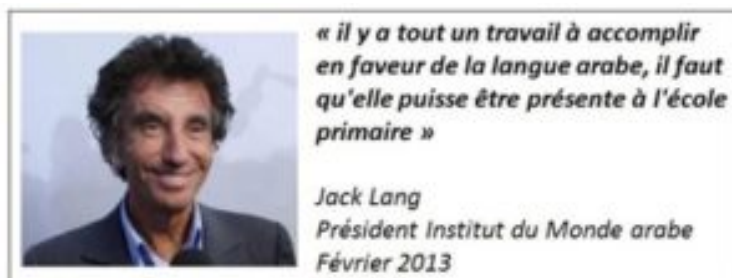 « il y a tout un travail à accomplir
en faveur de la langue arabe, il faut
qu'elle puisse être présente à l'école
primaire »
Jack Lang
Président Institut du Monde arabe
Février 2013